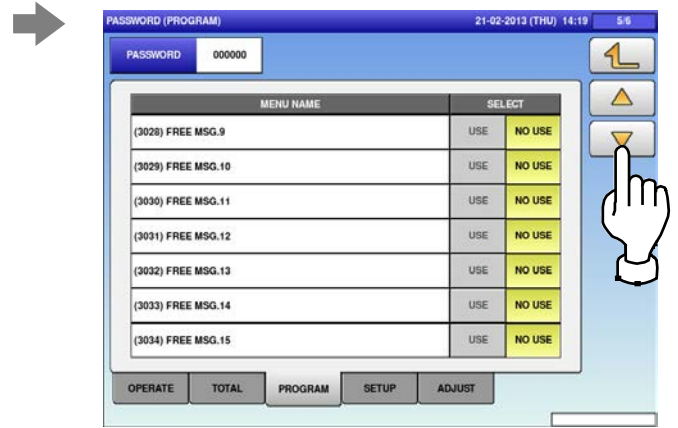 PASSWORD (PROGRAM) 21-02-2013 (THU) 14:19 5/6
PASSWORD 000000
MENU NAME SELECT
(3028) FREE MSG.9 USE NO USE
(3029) FREE MSG.10 USE NO USE
(3030) FREE MSG.11 USE NO USE
(3031) FREE MSG.12 USE NO USE
(3032) FREE MSG.13 USE NO USE
(3033) FREE MSG.14 USE NO USE
(3034) FREE MSG.15 USE NO USE
OPERATE TOTAL PROGRAM SETUP ADJUST